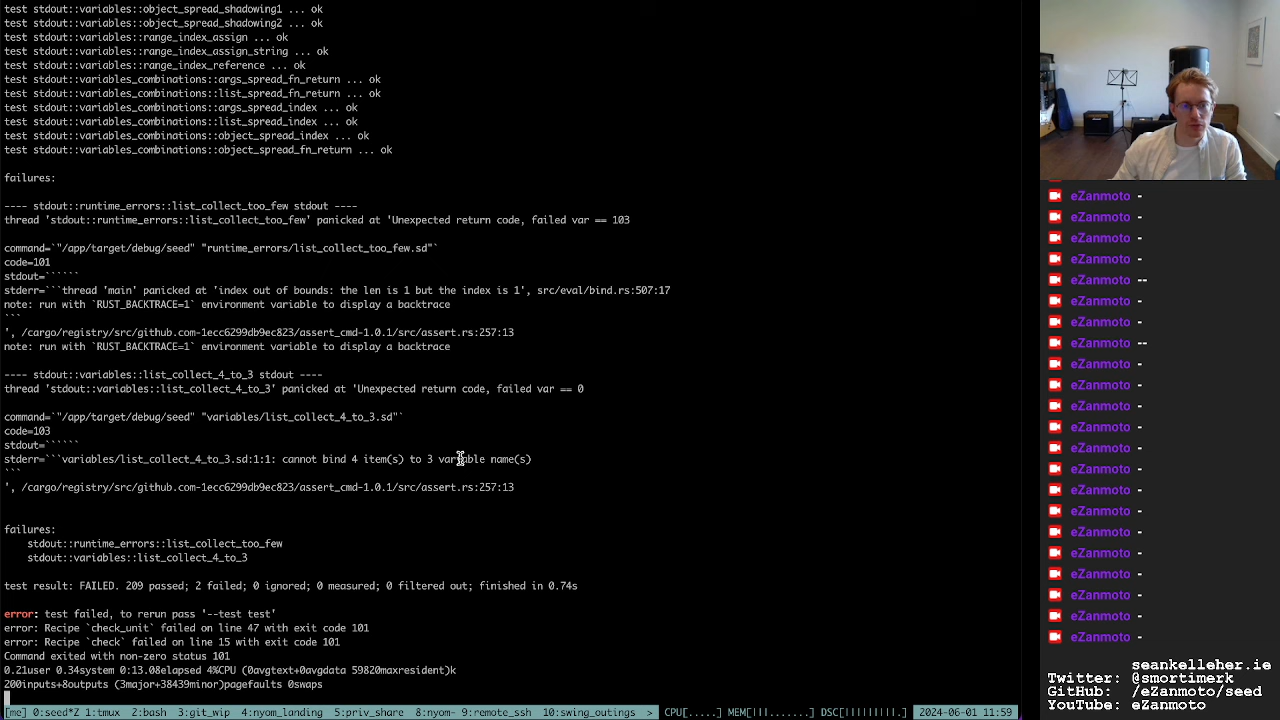 test stdout::variables::object_spread_shadowing1 ... ok
test stdout::variables::object_spread_shadowing2 ... ok
test stdout::variables::range_index_assign ... ok
test stdout::variables::range_index_assign_string ... ok
test stdout::variables::range_index_reference ... ok
test stdout::variables_combinations::args_spread_fn_return ... ok
test stdout::variables_combinations::list_spread_fn_return ... ok
test stdout::variables_combinations::args_spread_index ... ok
test stdout::variables_combinations::list_spread_index ... ok
test stdout::variables_combinations::object_spread_index ... ok
test stdout::variables_combinations::object_spread_fn_return ... ok
failures:
---- stdout::runtime_errors::list_collect_too_few stdout ----
thread 'stdout::runtime_errors::list_collect_too_few' panicked at 'Unexpected return code, failed var == 103
command=`"/app/target/debug/seed" "runtime_errors/list_collect_too_few.sd"`
code=101
stdout=``````
stderr=```thread 'main' panicked at 'index out of bounds: the len is 1 but the index is 1', src/eval/bind.rs:507:17
note: run with `RUST_BACKTRACE=1` environment variable to display a backtrace
```
', /cargo/registry/src/github.com-1ecc6299db9ec823/assert_cmd-1.0.1/src/assert.rs:257:13
note: run with `RUST_BACKTRACE=1` environment variable to display a backtrace
---- stdout::variables::list_collect_4_to_3 stdout ----
thread 'stdout::variables::list_collect_4_to_3' panicked at 'Unexpected return code, failed var == 0
command=`"/app/target/debug/seed" "variables/list_collect_4_to_3.sd"`
code=103
stdout=``````
stderr=```variables/list_collect_4_to_3.sd:1:1: cannot bind 4 item(s) to 3 variable name(s)
```
', /cargo/registry/src/github.com-1ecc6299db9ec823/assert_cmd-1.0.1/src/assert.rs:257:13
failures:
stdout::runtime_errors::list_collect_too_few
stdout::variables::list_collect_4_to_3
test result: FAILED. 209 passed; 2 failed; 0 ignored; 0 measured; 0 filtered out; finished in 0.74s
error: test failed, to rerun pass '--test test'
error: Recipe `check_unit` failed on line 47 with exit code 101
error: Recipe `check` failed on line 15 with exit code 101
Command exited with non-zero status 101
0.21user 0.34system 0:13.08elapsed 4%CPU (0avgtext+0avgdata 59820maxresident)k
200inputs+8outputs (3major+38439minor)pagefaults 0swaps
[me] 0:seed*Z 1:tmux 2:bash 3:git_wip 4:nyom_landing 5:priv_share 8:nyom- 9:remote_ssh 10:swing_outings > CPU[.....] MEM[|||.......] DSC[|||||||||.] 2024-06-01 11:59
eZanmoto -
eZanmoto -
eZanmoto -
eZanmoto -
eZanmoto --
eZanmoto -
eZanmoto -
eZanmoto --
eZanmoto -
eZanmoto -
eZanmoto -
eZanmoto -
eZanmoto -
eZanmoto -
eZanmoto -
eZanmoto -
eZanmoto -
eZanmoto -
eZanmoto -
eZanmoto -
eZanmoto -
eZanmoto -
Twitter: smortimerk
YouTube: seankelleher.ie
GitHub: eZanmoto/seed